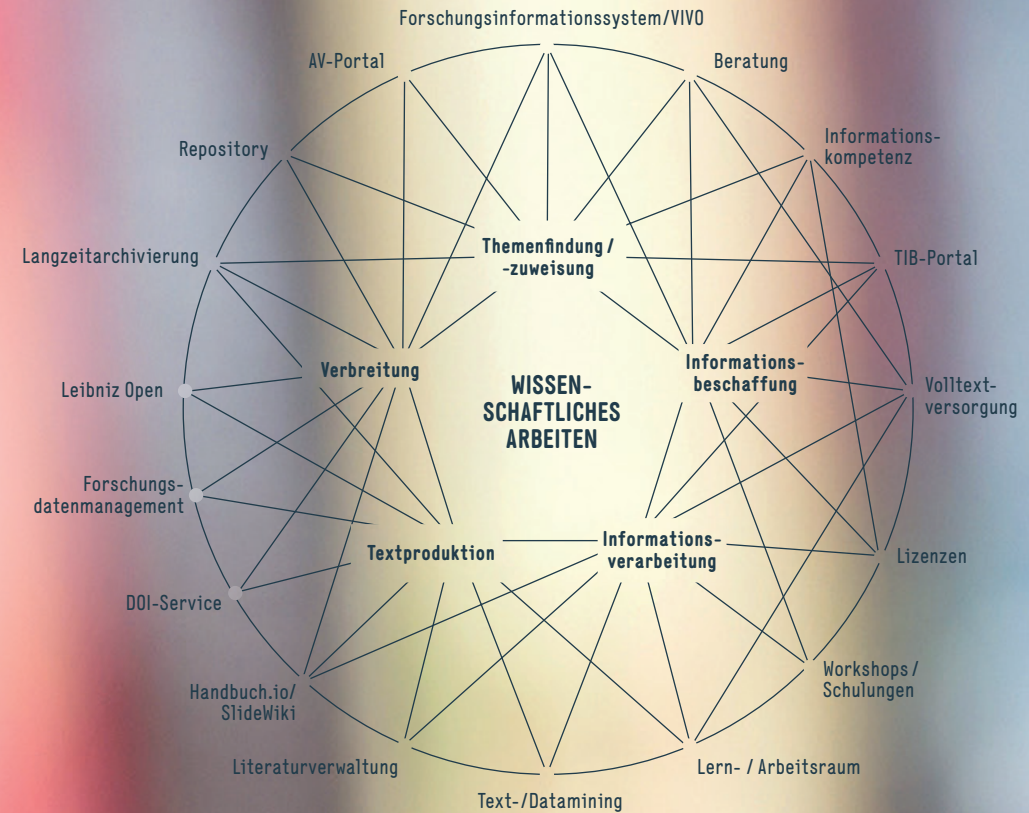 Forschungsinformationssystem/VIVO
AV-Portal
Beratung
Repository
Informations-
kompetenz
Langzeitarchivierung
Themenfindung /
-zuweisung
TIB-Portal
Leibniz Open
Verbreitung
Informations-
beschaffung
Volltext-
versorgung
WISSEN-
SCHAFTLICHES
ARBEITEN
Forschungs-
datenmanagement
Textproduktion
Informations-
verarbeitung
Lizenzen
DOI-Service
Handbuch.io/
SlideWiki
Workshops /
Schulungen
Literaturverwaltung
Lern- / Arbeitsraum
Text-/Datamining